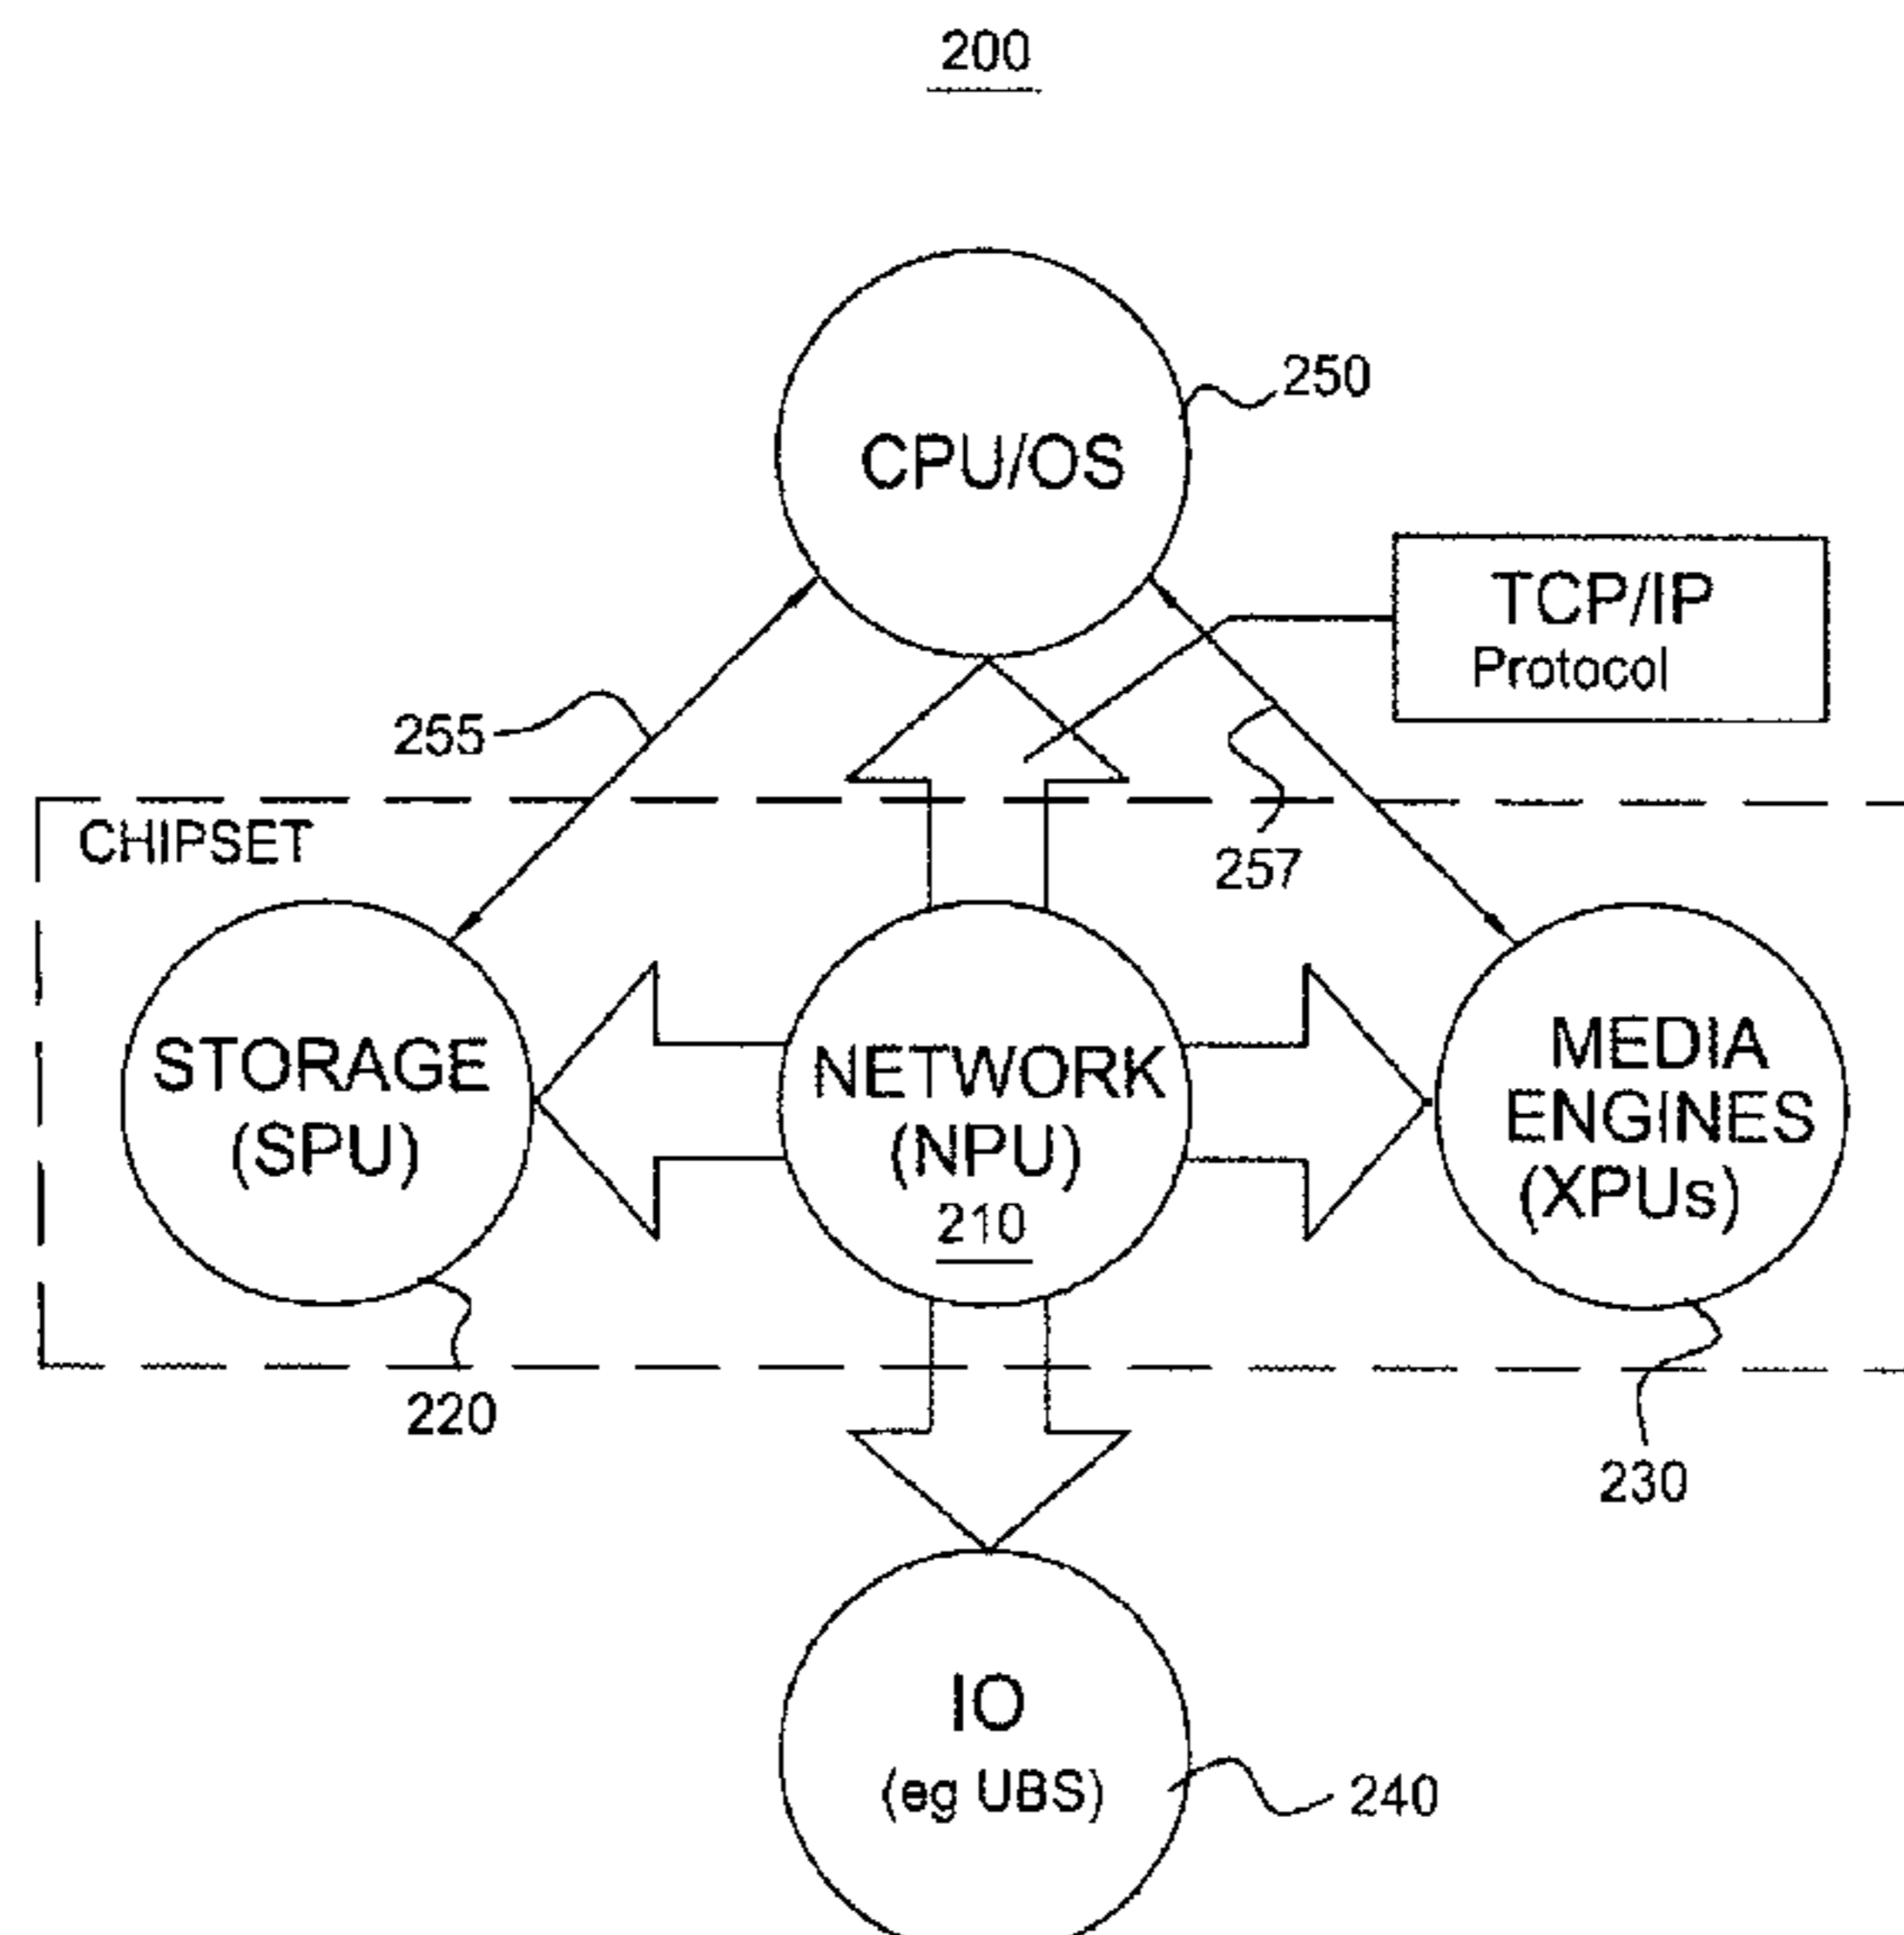 200
250
CPU/OS
TCP/IP
Protocol
255
CHIPSET
257
STORAGE
(SPU)
NETWORK
(NPU)
210
MEDIA
ENGINES
(XPUs)
220
230
IO
(eg UBS)
240